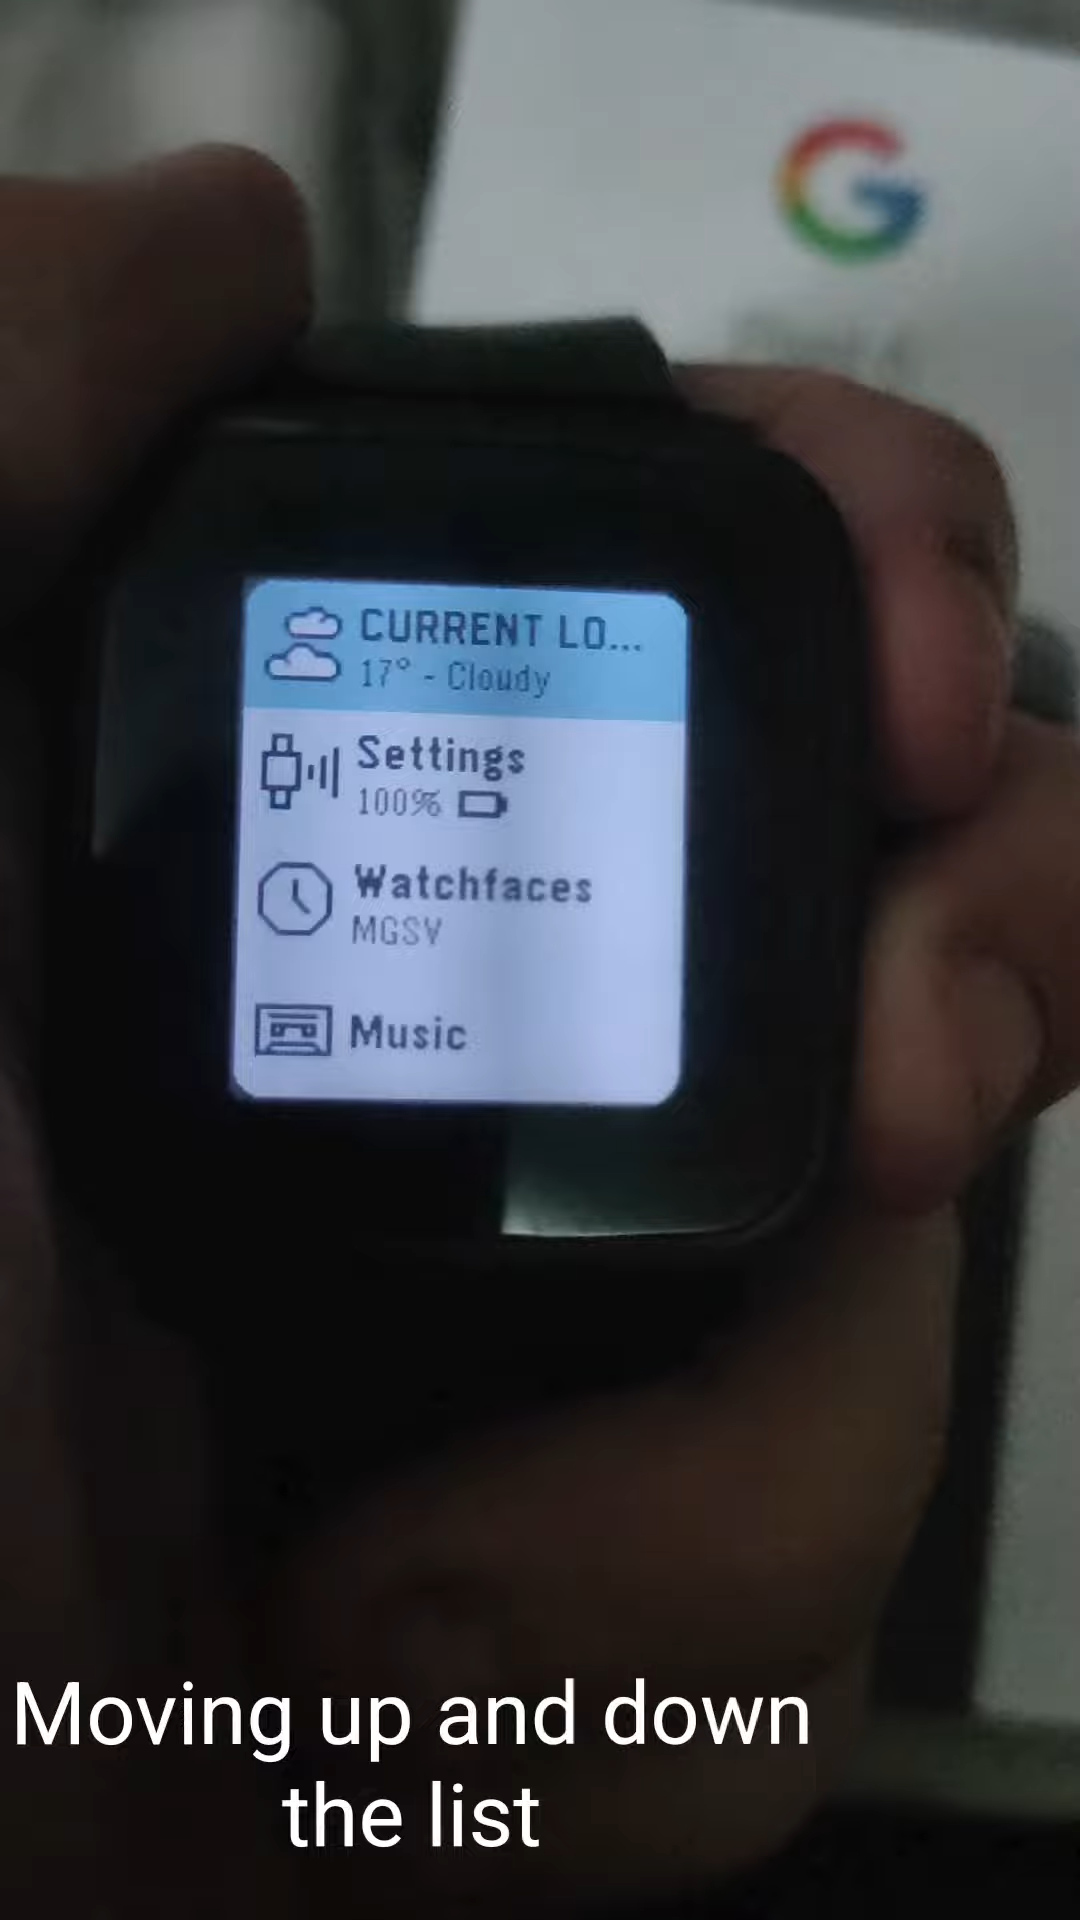 CURRENT LO...
17° - Cloudy
Settings
100%
Watchfaces
MGSV
Music
Moving up and down
the list